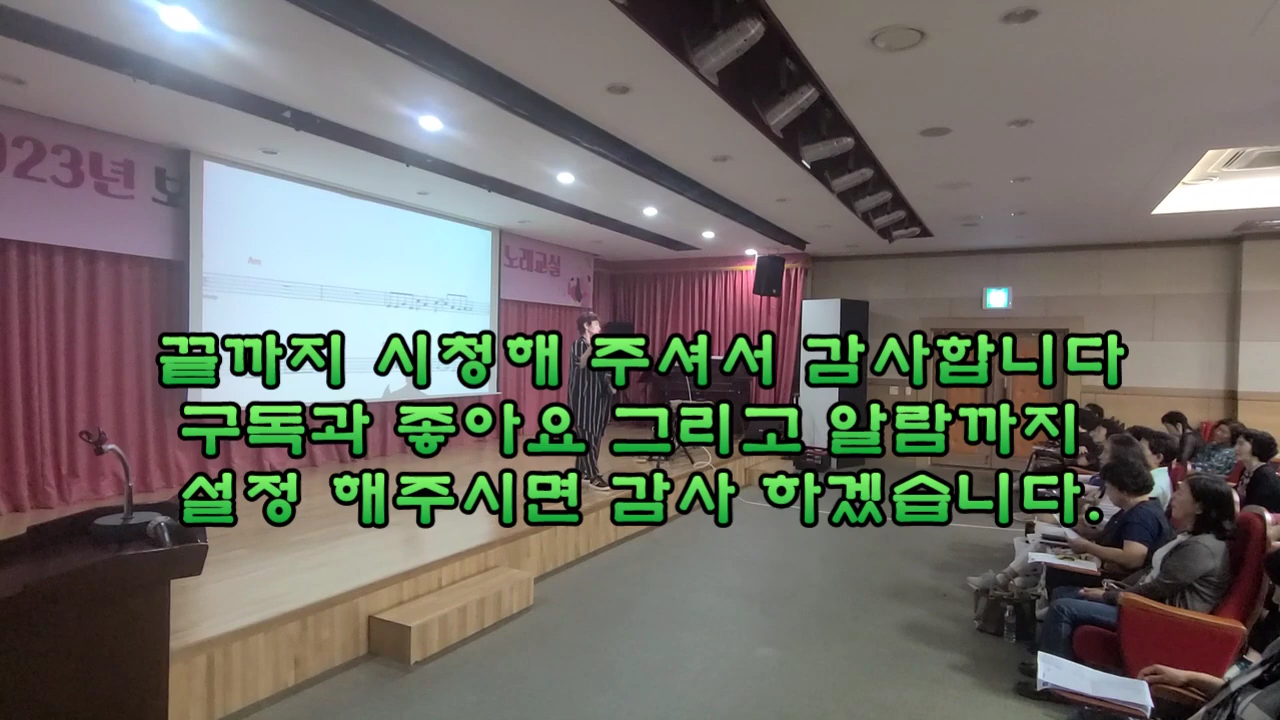 2023년
Am
노래교실
끝까지 시청해 주셔서 감사합니다
구독과 좋아요 그리고 알람까지
설정 해주시면 감사 하겠습니다.